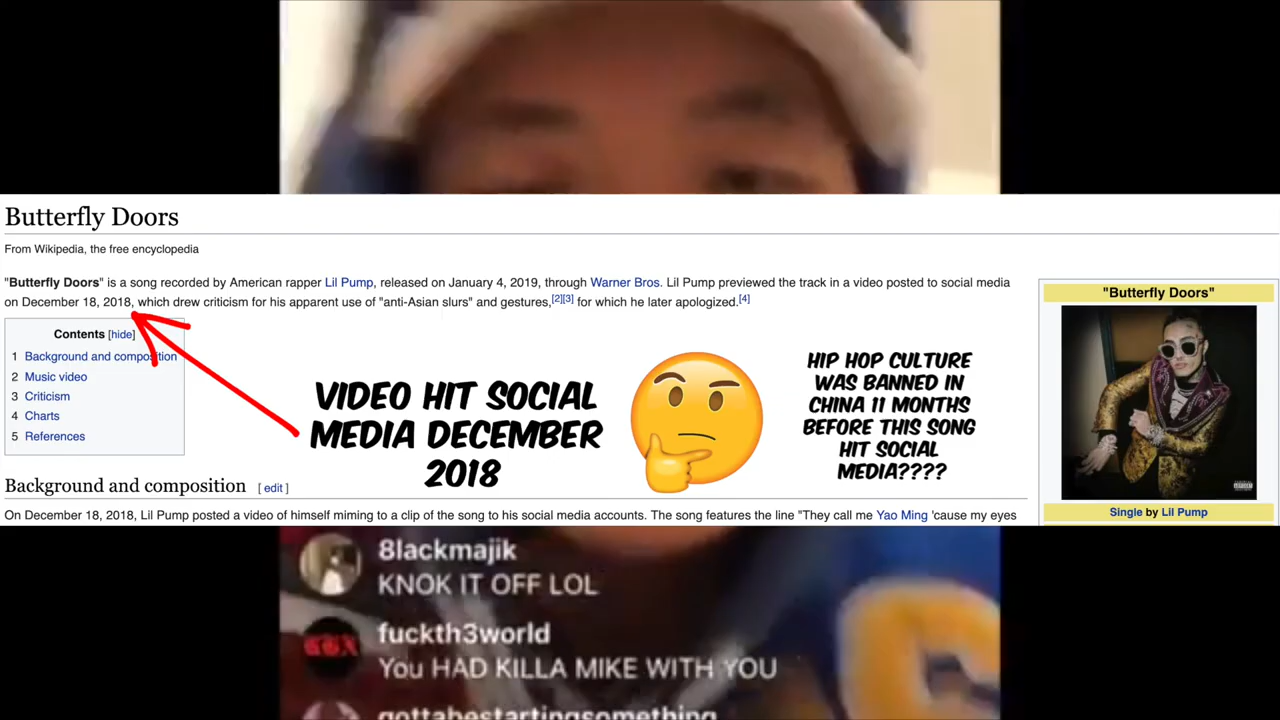 Butterfly Doors
From Wikipedia, the free encyclopedia
"Butterfly Doors" is a song recorded by American rapper Lil Pump, released on January 4, 2019, through Warner Bros. Lil Pump previewed the track in a video posted to social media
on December 18, 2018, which drew criticism for his apparent use of "anti-Asian slurs" and gestures,[2][3] for which he later apologized.[4]
Contents [hide]
1 Background and composition
2 Music video
3 Criticism
4 Charts
5 References
VIDEO HIT SOCIAL
MEDIA DECEMBER
2018
HIP HOP CULTURE
WAS BANNED IN
CHINA 11 MONTHS
BEFORE THIS SONG
HIT SOCIAL
MEDIA????
"Butterfly Doors"
Single by Lil Pump
Background and composition [ edit ]
On December 18, 2018, Lil Pump posted a video of himself miming to a clip of the song to his social media accounts. The song features the line "They call me Yao Ming 'cause my eyes
8lackmajik
KNOK IT OFF LOL
fuckth3world
You HAD KILLA MIKE WITH YOU
gottabestartingsomething